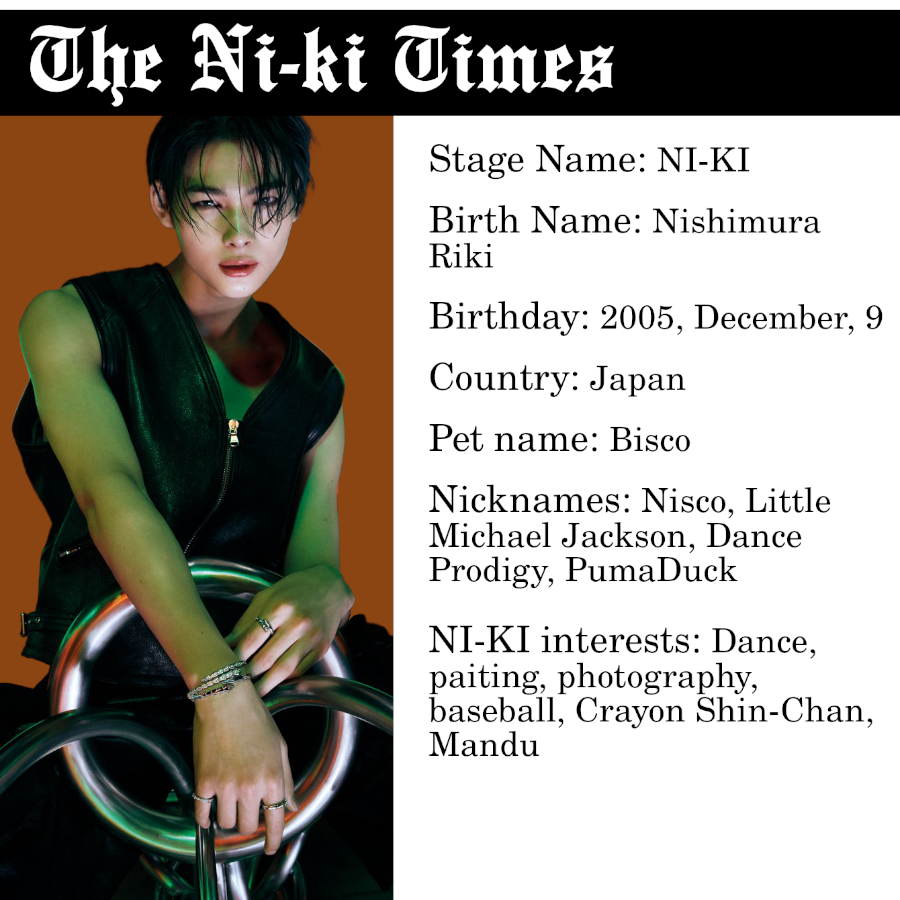 The Ni-ki Times
Stage Name: NI-KI
Birth Name: Nishimura
Riki
Birthday: 2005, December, 9
Country: Japan
Pet name: Bisco
Nicknames: Nisco, Little
Michael Jackson, Dance
Prodigy, PumaDuck
NI-KI interests: Dance,
paiting, photography,
baseball, Crayon Shin-Chan,
Mandu